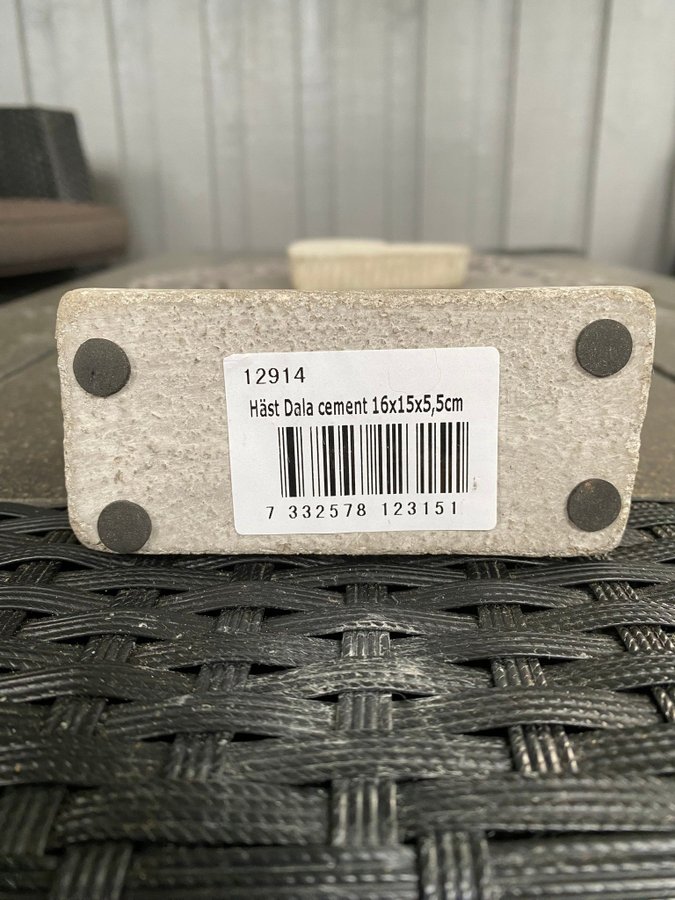 12914
Häst Dala cement 16x15x5,5cm
7 332578 123151